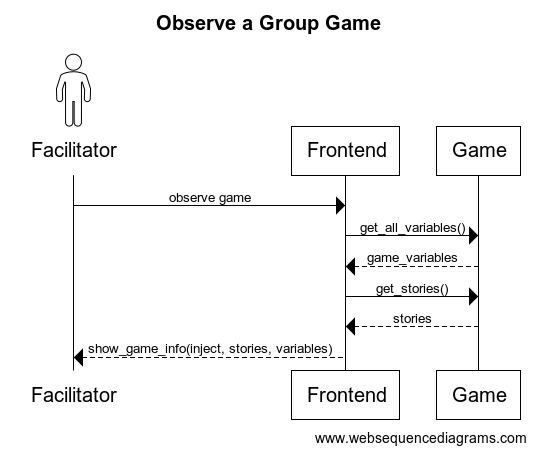 Observe a Group Game
Facilitator
Frontend
Game
observe game
get_all_variables()
game_variables
get_stories()
stories
show_game_info(inject, stories, variables)
Facilitator
Frontend
Game
www.websequencediagrams.com